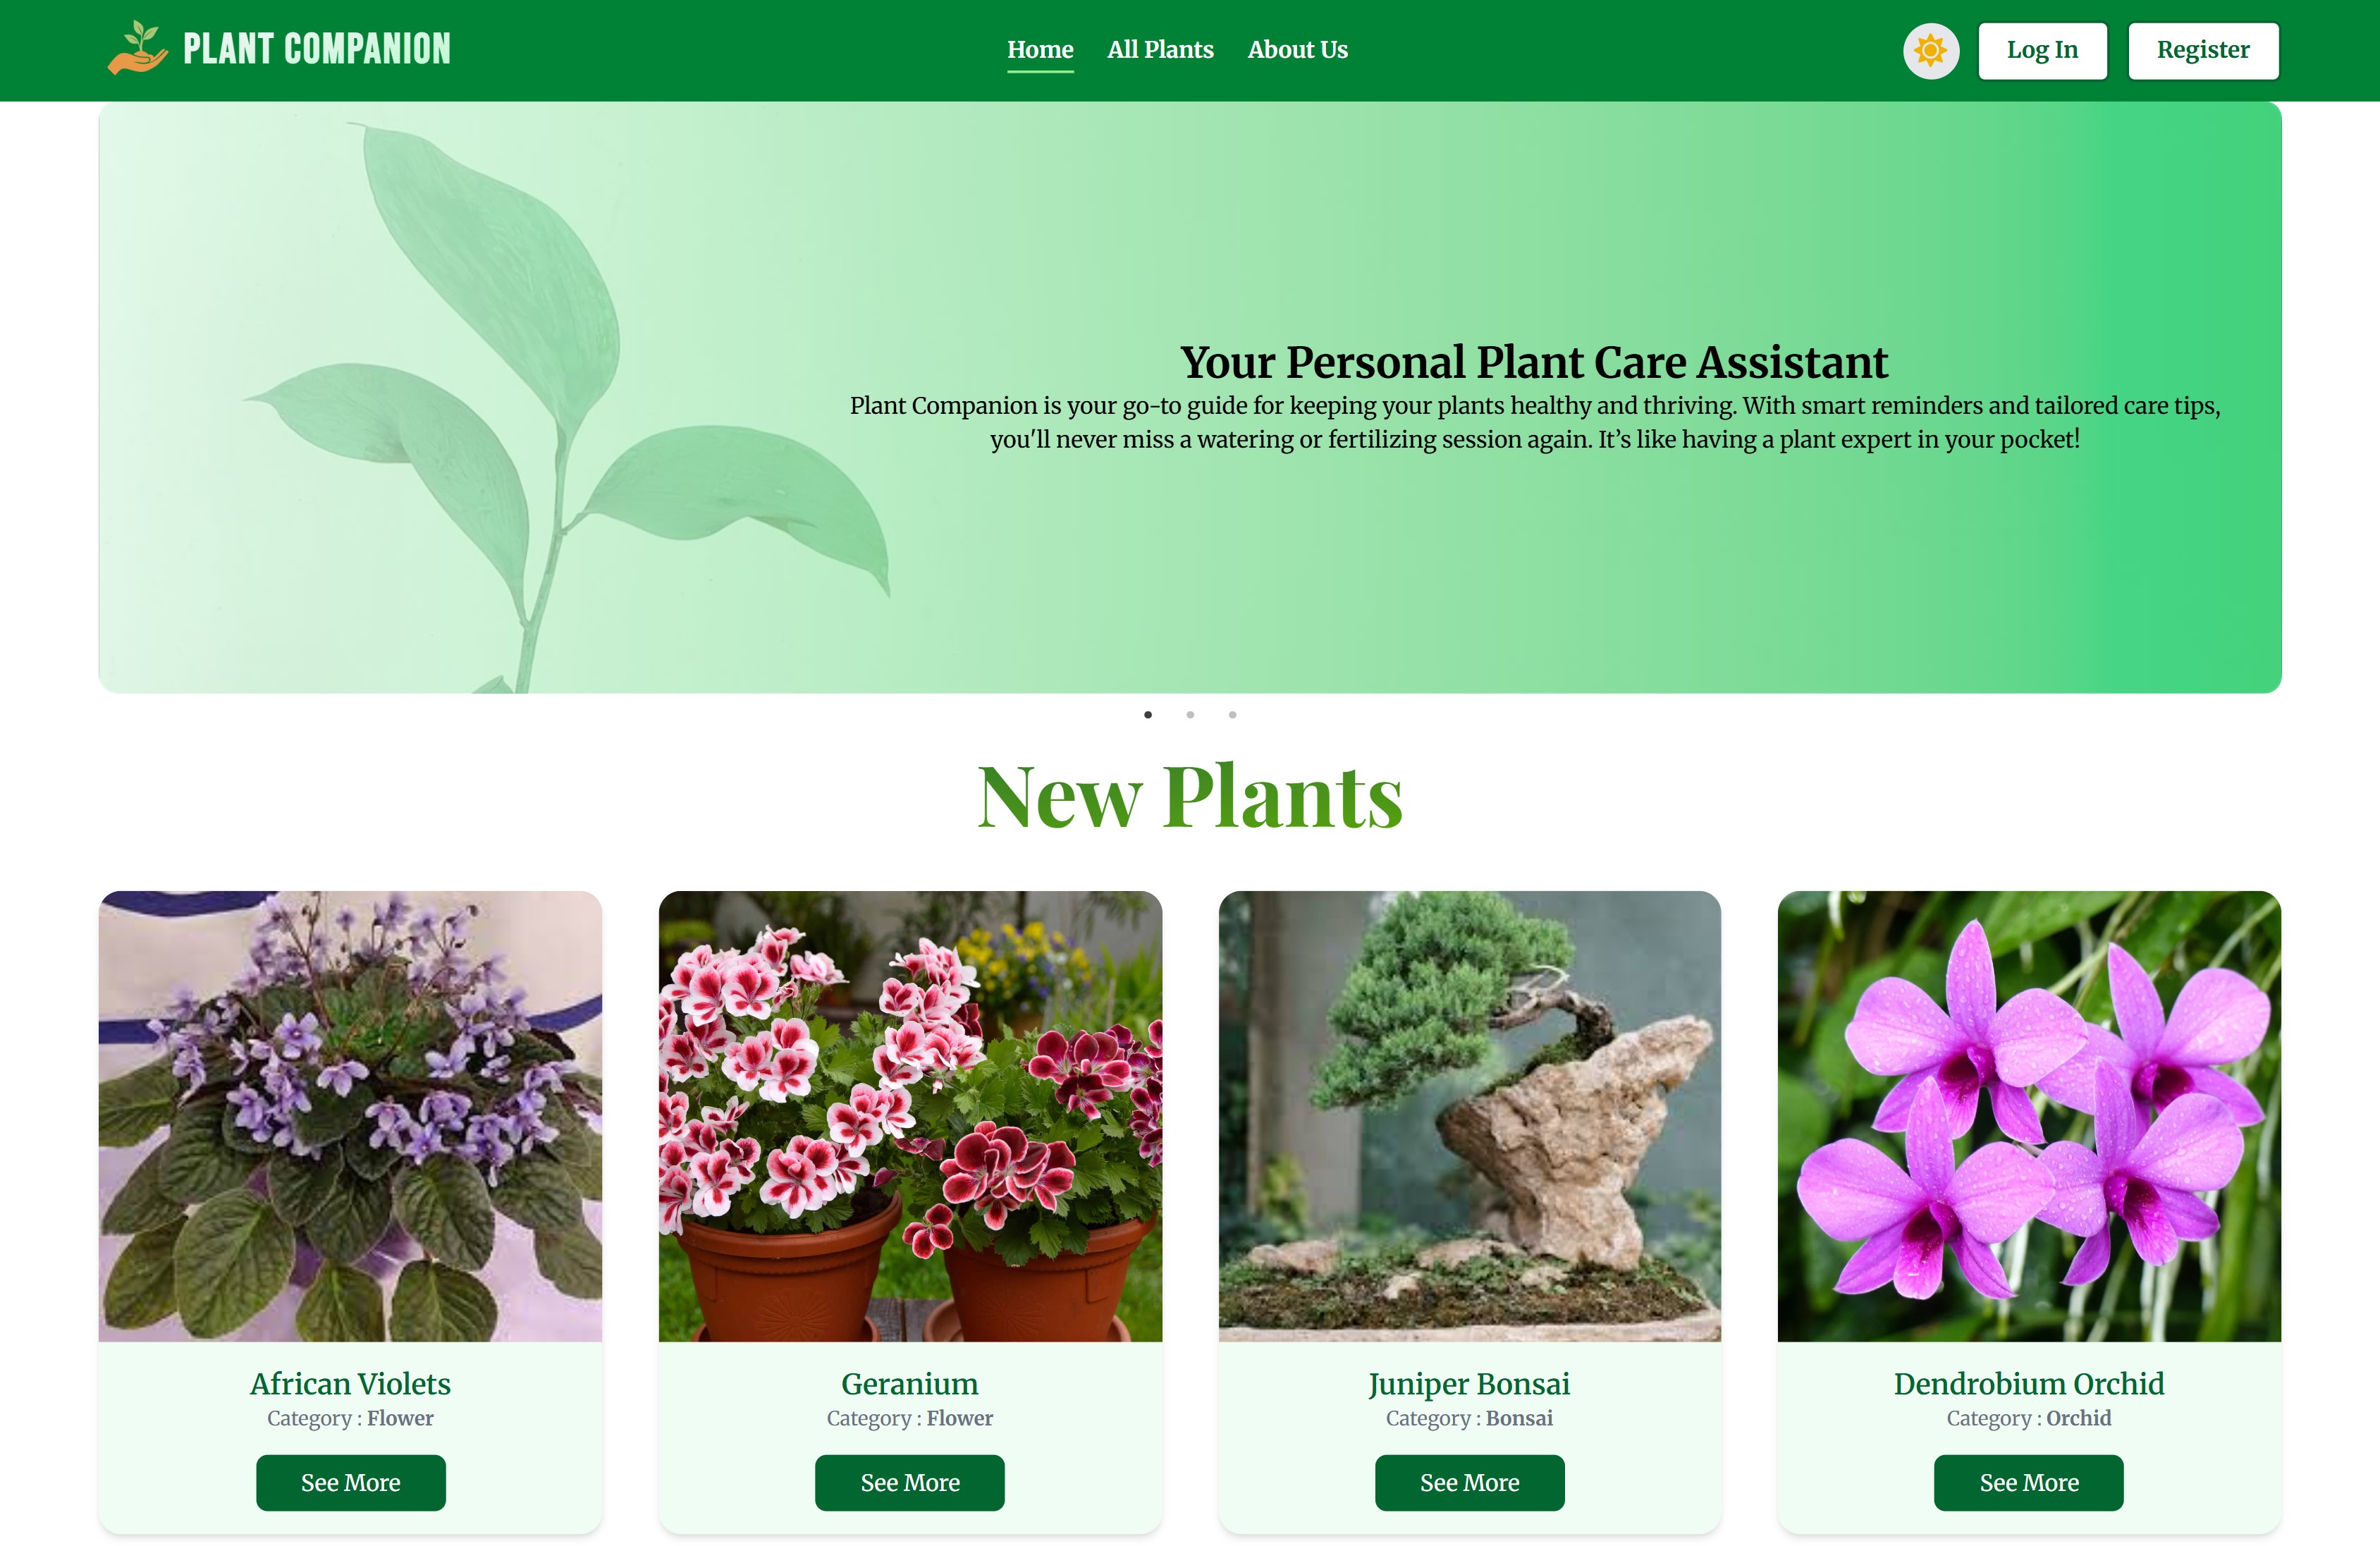 PLANT COMPANION
Home
All Plants
About Us
Log In
Register
Your Personal Plant Care Assistant
Plant Companion is your go-to guide for keeping your plants healthy and thriving. With smart reminders and tailored care tips,
you'll never miss a watering or fertilizing session again. It’s like having a plant expert in your pocket!
New Plants
African Violets
Category : Flower
See More
Geranium
Category : Flower
See More
Juniper Bonsai
Category : Bonsai
See More
Dendrobium Orchid
Category : Orchid
See More